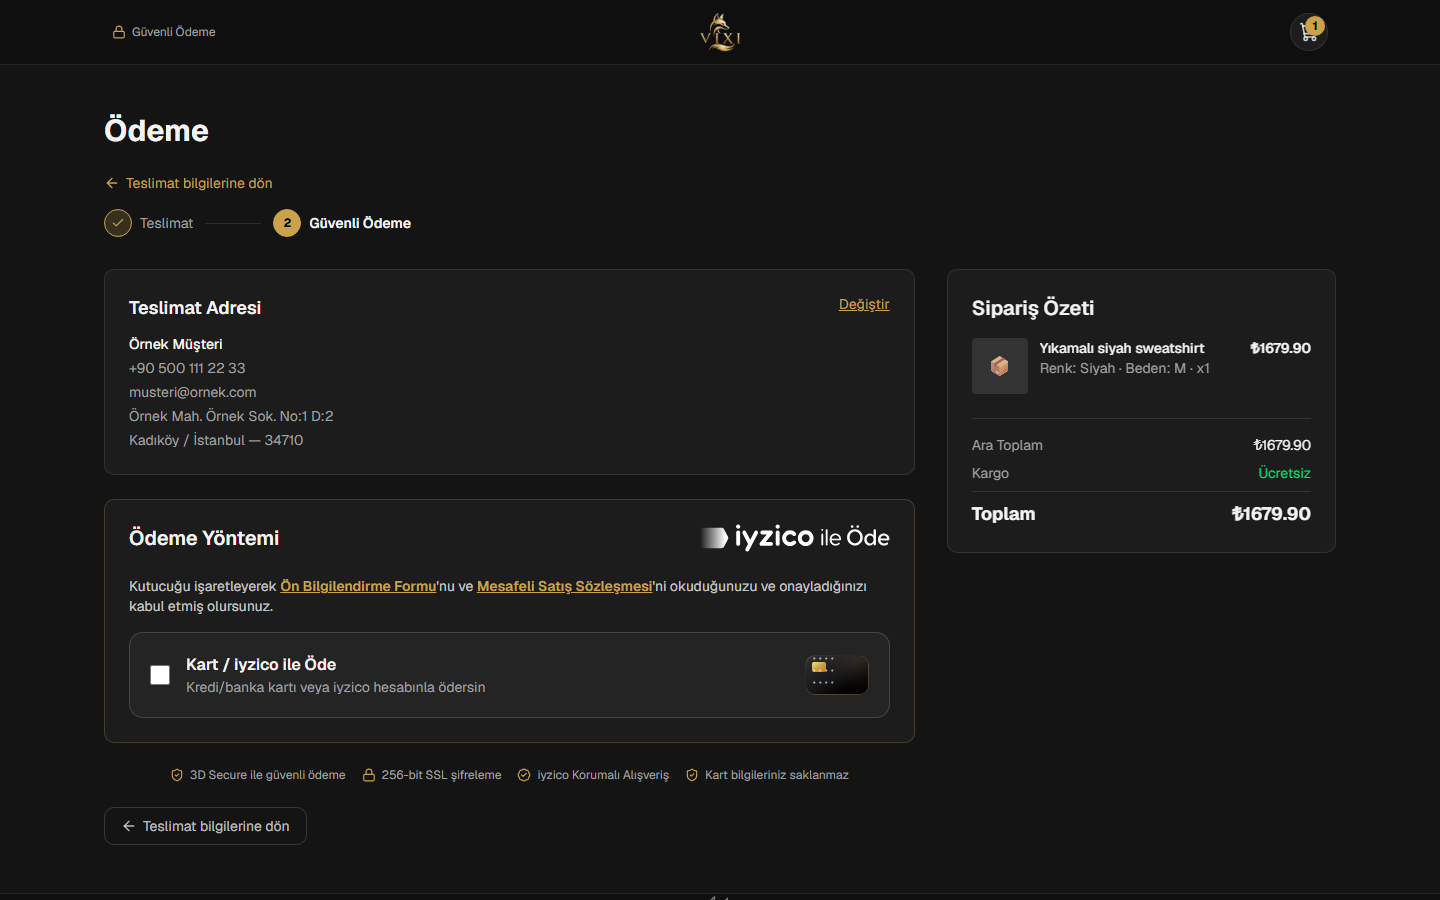 Güvenli Ödeme
VIXI
1
Ödeme
Teslimat bilgilerine dön
Teslimat
2 Güvenli Ödeme
Teslimat Adresi
Değiştir
Örnek Müşteri
+90 500 111 22 33
musteri@ornek.com
Örnek Mah. Örnek Sok. No:1 D:2
Kadıköy / İstanbul — 34710
Ödeme Yöntemi
iyzico ile Öde
Kutucuğu işaretleyerek Ön Bilgilendirme Formu'nu ve Mesafeli Satış Sözleşmesi'ni okuduğunuzu ve onayladığınızı
kabul etmiş olursunuz.
Kart / iyzico ile Öde
Kredi/banka kartı veya iyzico hesabınla ödersin
3D Secure ile güvenli ödeme
256-bit SSL şifreleme
iyzico Korumalı Alışveriş
Kart bilgileriniz saklanmaz
Teslimat bilgilerine dön
Sipariş Özeti
Yıkamalı siyah sweatshirt
₺1679.90
Renk: Siyah · Beden: M · x1
Ara Toplam
₺1679.90
Kargo
Ücretsiz
Toplam
₺1679.90